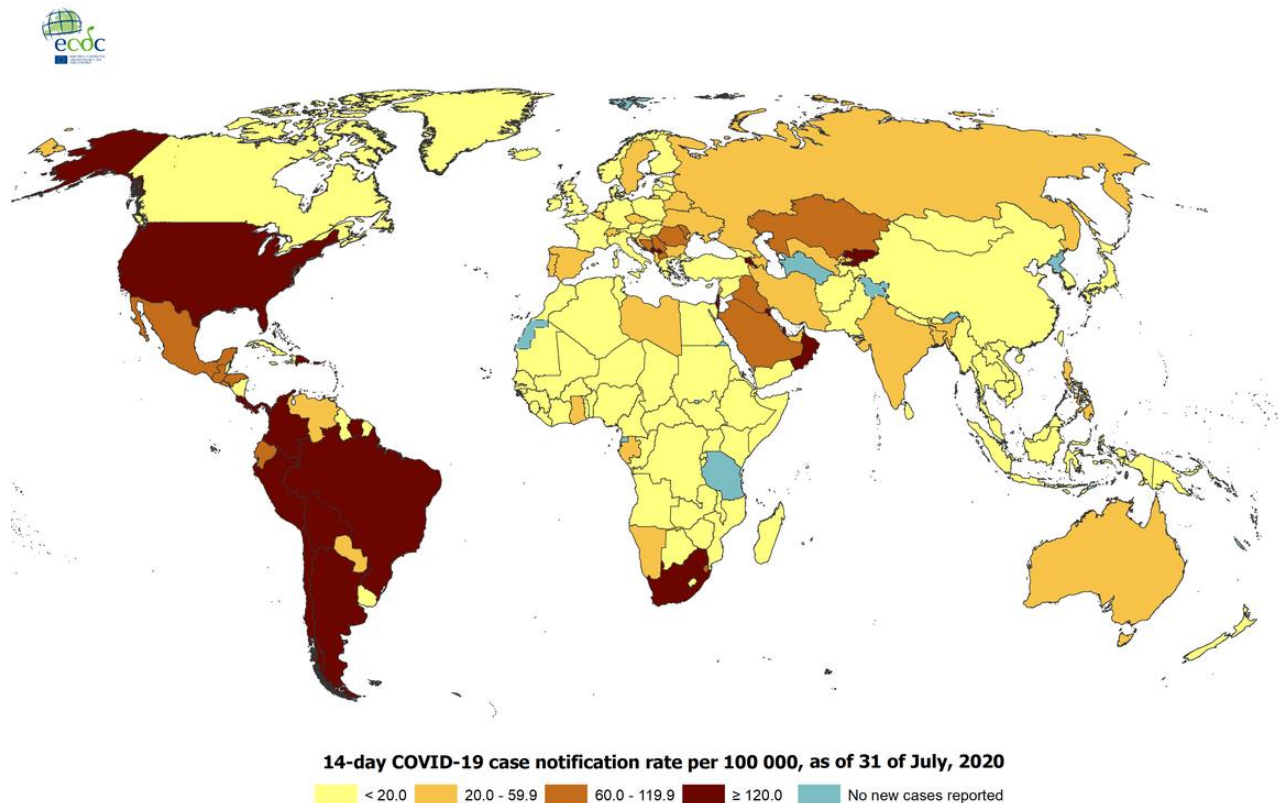 ecdc
14-day COVID-19 case notification rate per 100 000, as of 31 of July, 2020
< 20.0 20.0 - 59.9 60.0 - 119.9 ≥ 120.0 No new cases reported